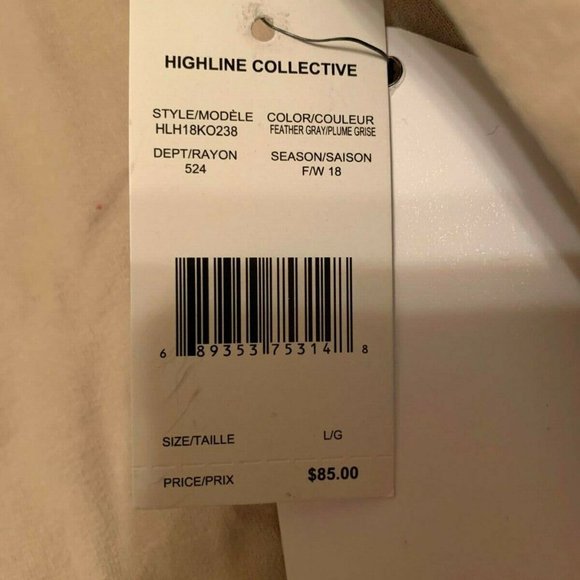 HIGHLINE COLLECTIVE
STYLE/MODÈLE COLOR/COULEUR
HLH18KO238 FEATHER GRAY/PLUME GRISE
DEPT/RAYON SEASON/SAISON
524 F/W 18
6 89353 75314 8
SIZE/TAILLE L/G
PRICE/PRIX $85.00